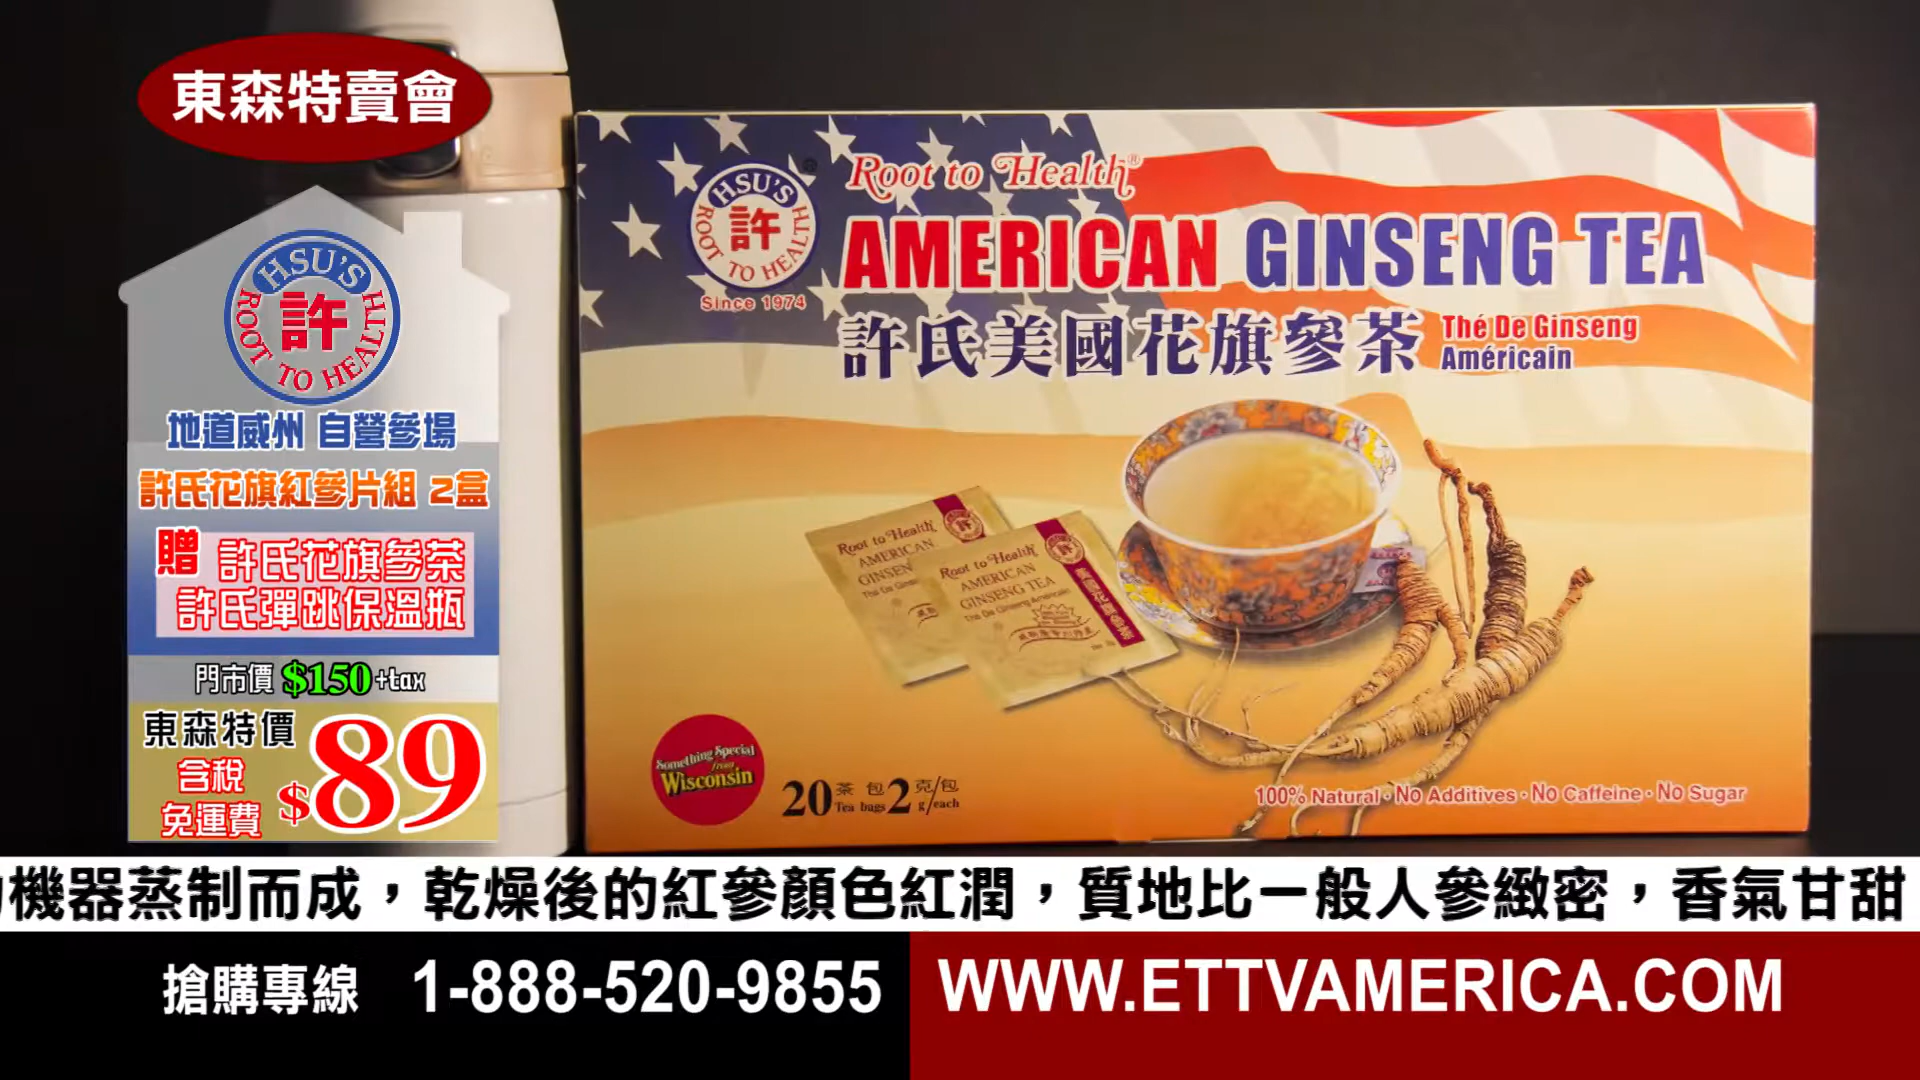 東森特賣會
HSU'S
許
ROOT TO HEALTH
地道威州 自營參場
許氏花旗紅參片組 2盒
贈 許氏花旗參茶
許氏彈跳保溫瓶
門市價 $150+tax
東森特價
含稅
免運費
$89
HSU'S
許
ROOT TO HEALTH
Since 1974
Root to Health®
AMERICAN GINSENG TEA
許氏美國花旗參茶
Thé De Ginseng
Américain
Root to Health
AMERICAN
Root to Health
AMERICAN
GINSENG TEA
Something Special
from
Wisconsin
20茶包2克/包
Tea bags g/each
100% Natural · No Additives · No Caffeine · No Sugar
機器蒸制而成，乾燥後的紅參顏色紅潤，質地比一般人參緻密，香氣甘甜
搶購專線 1-888-520-9855
WWW.ETTVAMERICA.COM